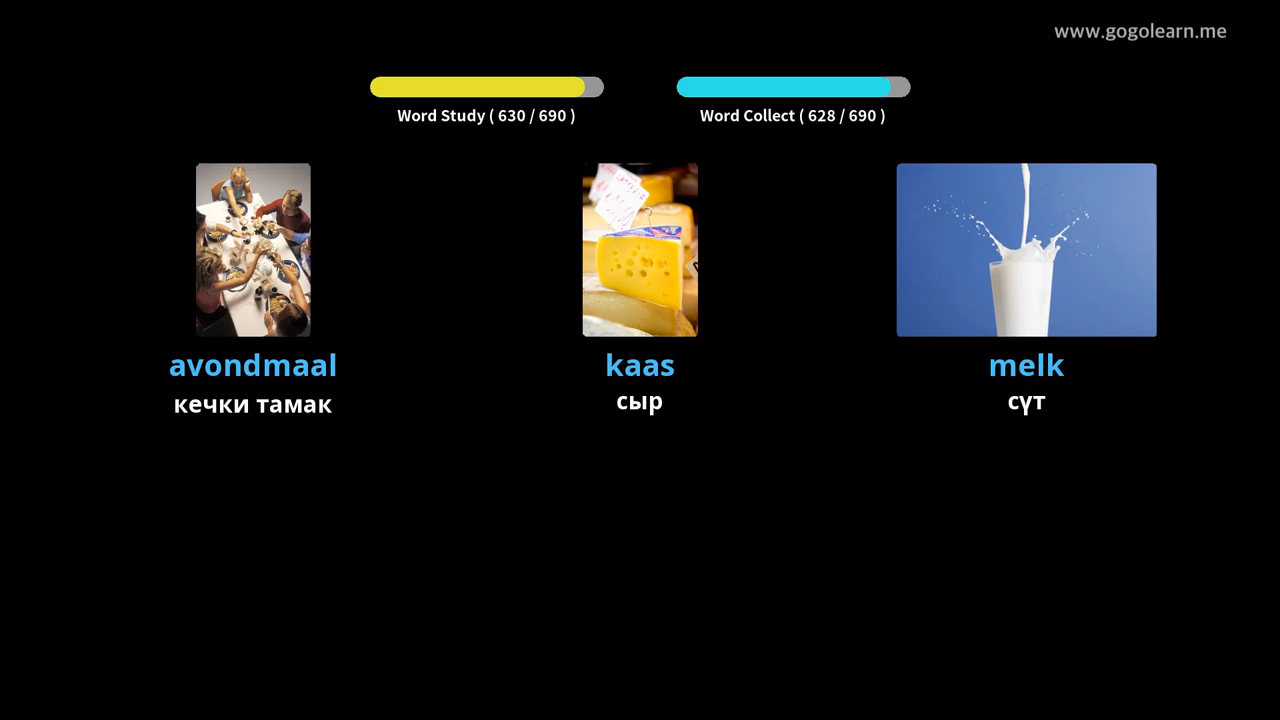 www.gogolearn.me
Word Study ( 630 / 690 )
Word Collect ( 628 / 690 )
avondmaal
кечки тамак
kaas
сыр
melk
сүт